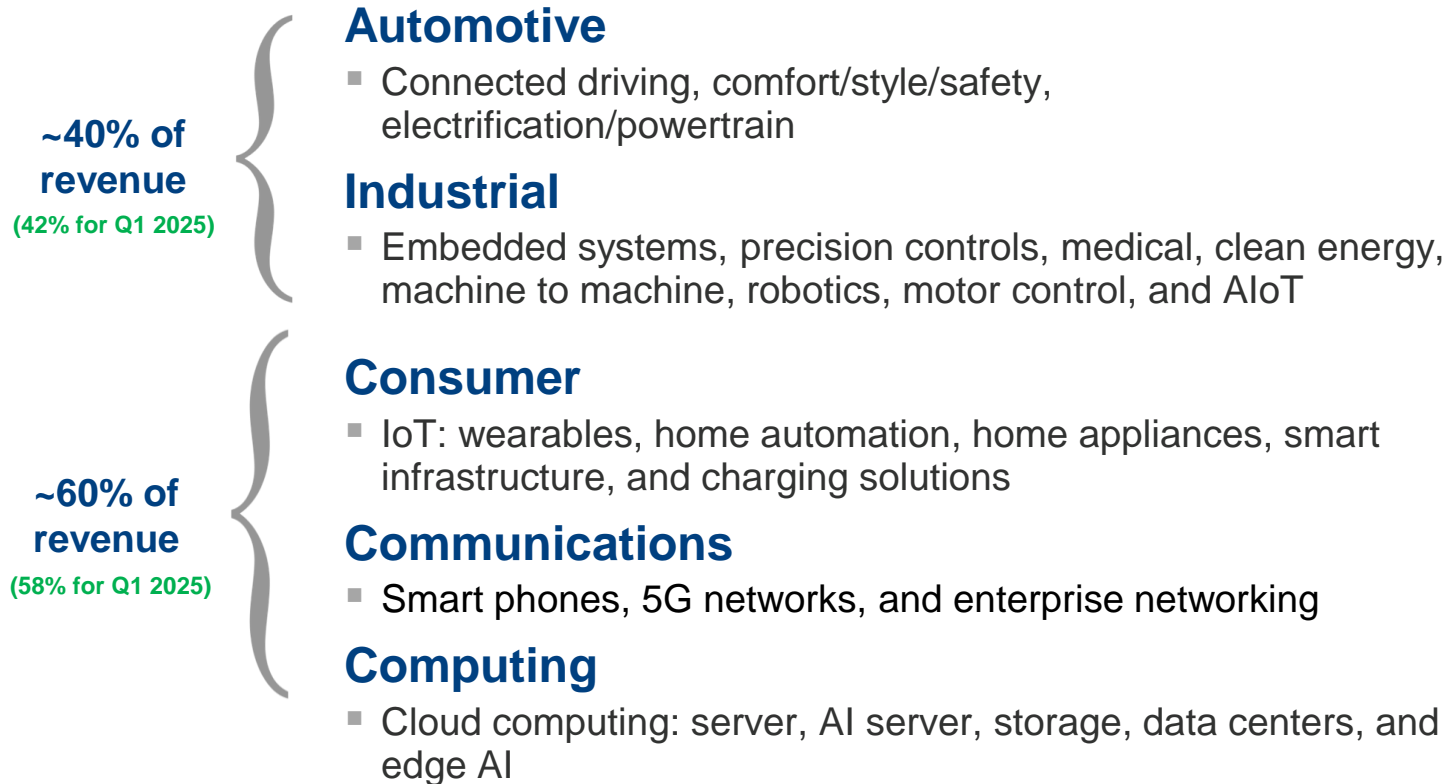 ~40% of
revenue
(42% for Q1 2025)
Automotive
▪ Connected driving, comfort/style/safety,
electrification/powertrain
Industrial
▪ Embedded systems, precision controls, medical, clean energy,
machine to machine, robotics, motor control, and AIoT
~60% of
revenue
(58% for Q1 2025)
Consumer
▪ IoT: wearables, home automation, home appliances, smart
infrastructure, and charging solutions
Communications
▪ Smart phones, 5G networks, and enterprise networking
Computing
▪ Cloud computing: server, AI server, storage, data centers, and
edge AI